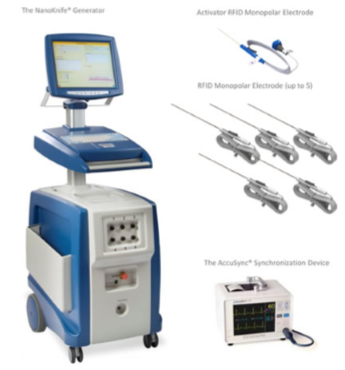 The NanoKnife® Generator
Activator RFID Monopolar Electrode
RFID Monopolar Electrode (up to 5)
The AccuSync® Synchronization Device